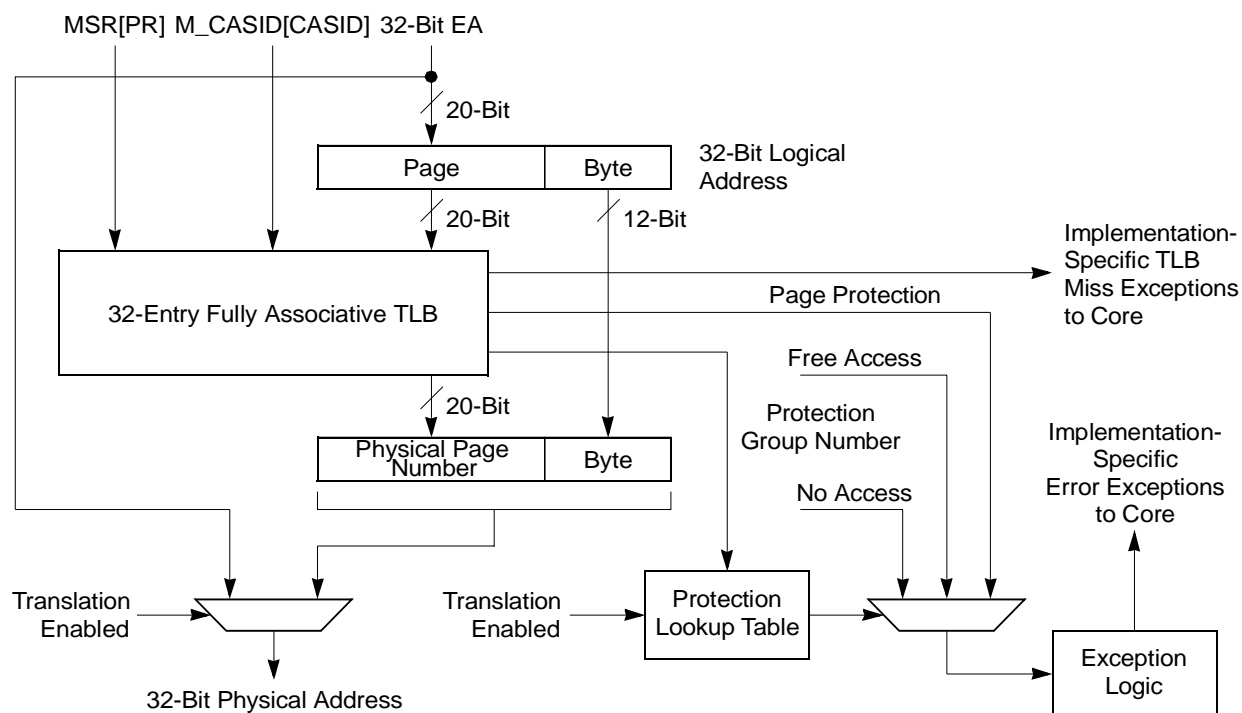 MSR[PR] M_CASID[CASID] 32-Bit EA
20-Bit
Page
Byte
32-Bit Logical
Address
20-Bit
12-Bit
32-Entry Fully Associative TLB
Implementation-
Specific TLB
Miss Exceptions
to Core
Page Protection
Free Access
20-Bit
Protection
Group Number
Physical Page
Number
Byte
No Access
Implementation-
Specific
Error Exceptions
to Core
Translation
Enabled
Translation
Enabled
Protection
Lookup Table
Exception
Logic
32-Bit Physical Address